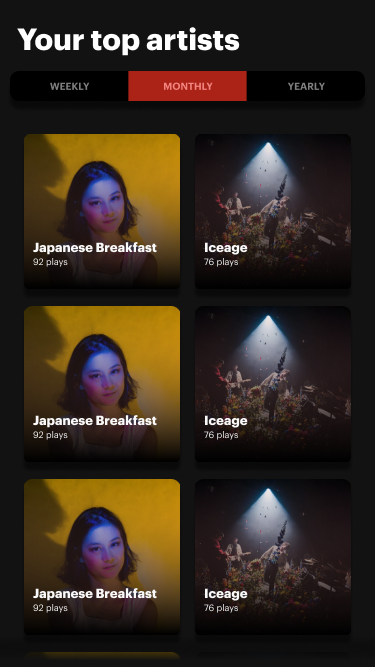 Your top artists
WEEKLY
MONTHLY
YEARLY
Japanese Breakfast
92 plays
Iceage
76 plays
Japanese Breakfast
92 plays
Iceage
76 plays
Japanese Breakfast
92 plays
Iceage
76 plays